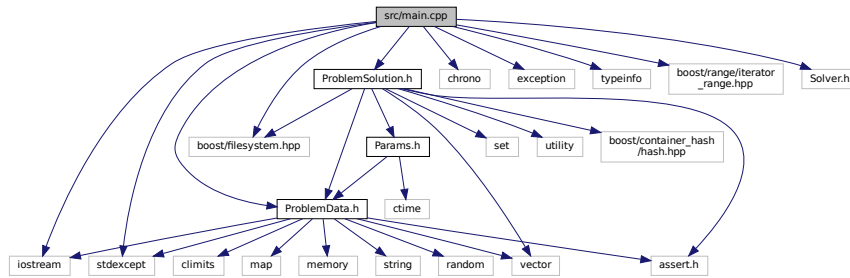 src/main.cpp
ProblemSolution.h
chrono
exception
typeinfo
boost/range/iterator
_range.hpp
Solver.h
boost/filesystem.hpp
Params.h
set
utility
boost/container_hash
/hash.hpp
ProblemData.h
ctime
iostream
stdexcept
climits
map
memory
string
random
vector
assert.h